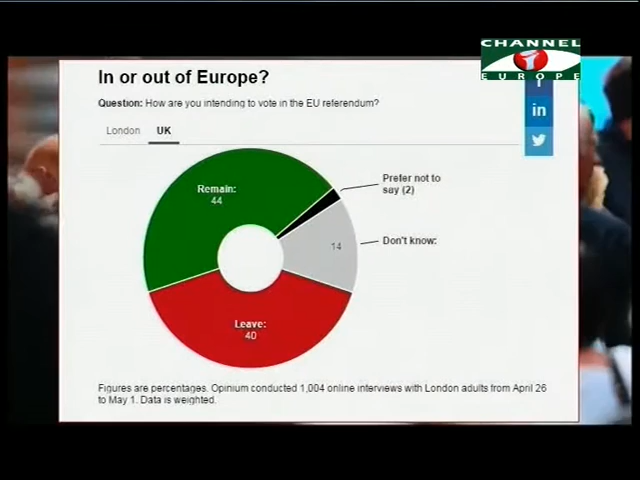 CHANNEL
i
EUROPE
In or out of Europe?
Question: How are you intending to vote in the EU referendum?
London UK
in
Remain:
44
Prefer not to
say (2)
14
Don't know:
Leave:
40
Figures are percentages. Opinium conducted 1,004 online interviews with London adults from April 26
to May 1. Data is weighted.